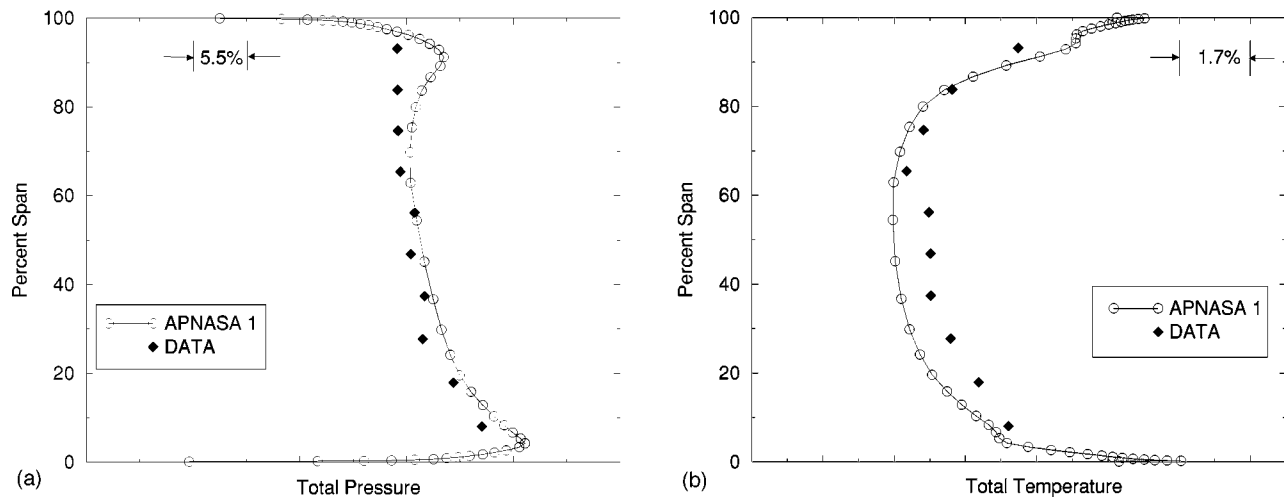 100
80
60
40
20
0
Percent Span
5.5%
APNASA 1
DATA
(a)
Total Pressure
100
80
60
40
20
0
Percent Span
1.7%
APNASA 1
DATA
(b)
Total Temperature